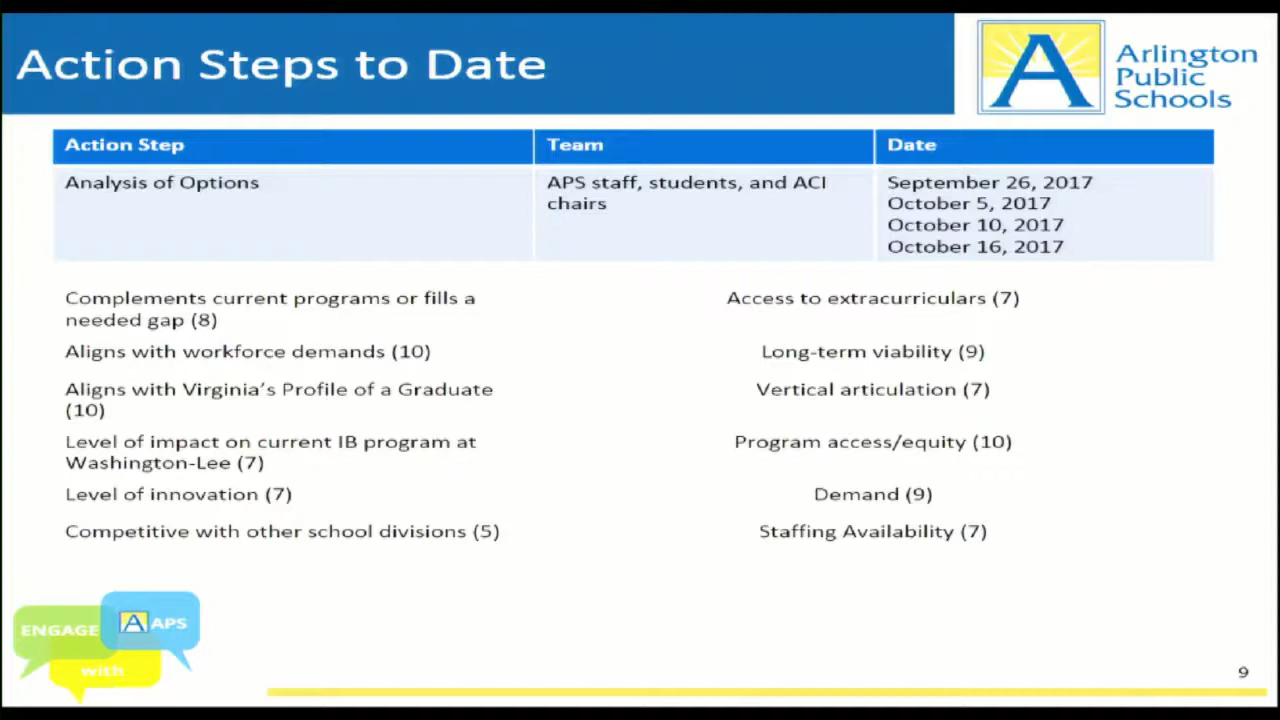 Action Steps to Date
A
Arlington
Public
Schools
Action Step
Team
Date
Analysis of Options
APS staff, students, and ACI
chairs
September 26, 2017
October 5, 2017
October 10, 2017
October 16, 2017
Complements current programs or fills a
needed gap (8)
Access to extracurriculars (7)
Aligns with workforce demands (10)
Long-term viability (9)
Aligns with Virginia's Profile of a Graduate
(10)
Vertical articulation (7)
Level of impact on current IB program at
Washington-Lee (7)
Program access/equity (10)
Level of innovation (7)
Demand (9)
Competitive with other school divisions (5)
Staffing Availability (7)
ENGAGE
A APS
with
9